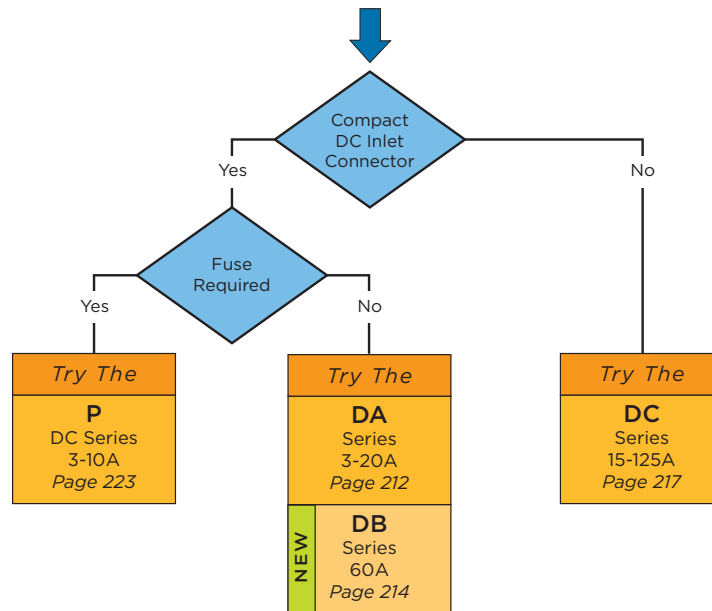 Compact
DC Inlet
Connector
Yes
No
Fuse
Required
Yes
No
Try The
P
DC Series
3-10A
Page 223
Try The
DA
Series
3-20A
Page 212
NEW
DB
Series
60A
Page 214
Try The
DC
Series
15-125A
Page 217